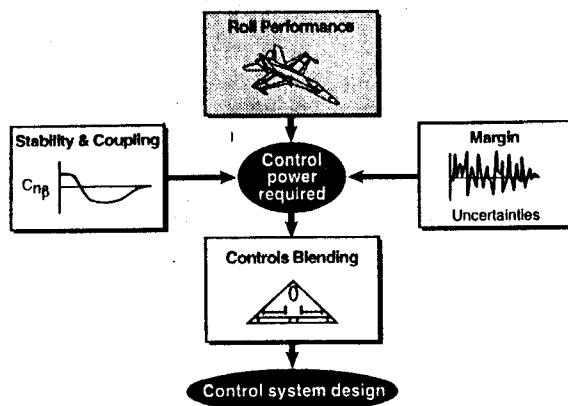 Roll Performance
Stability & Coupling
Cnβ
Control
power
required
Margin
Uncertainties
Controls Blending
Control system design